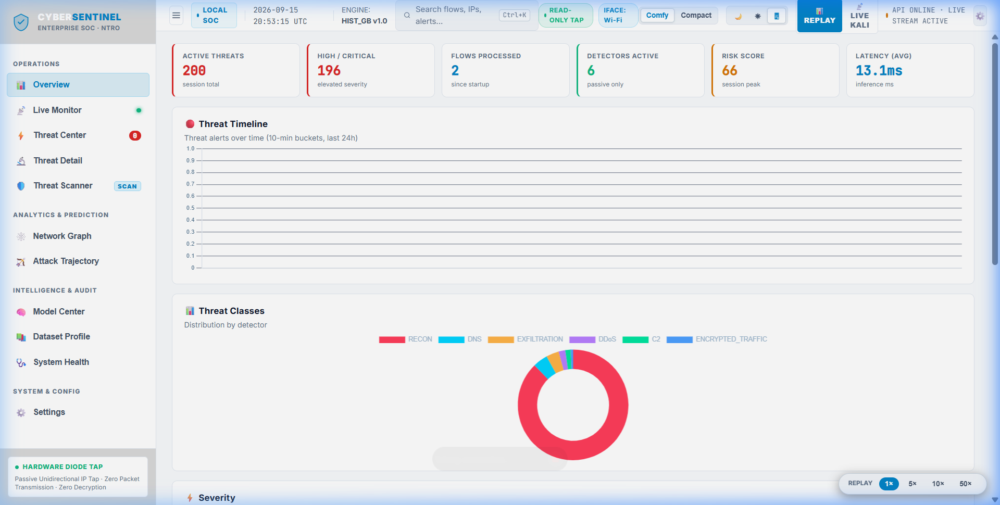 CYBERSENTINEL
ENTERPRISE SOC · NTRO
LOCAL
SOC
2026-09-15
20:53:15 UTC
ENGINE:
HIST_GB v1.0
Search flows, IPs,
alerts...
Ctrl+K
READ-
ONLY TAP
IFACE:
Wi-Fi
Comfy
Compact
REPLAY
LIVE
KALI
API ONLINE · LIVE
STREAM ACTIVE
OPERATIONS
Overview
Live Monitor
Threat Center
0
Threat Detail
Threat Scanner
SCAN
ANALYTICS & PREDICTION
Network Graph
Attack Trajectory
INTELLIGENCE & AUDIT
Model Center
Dataset Profile
System Health
SYSTEM & CONFIG
Settings
HARDWARE DIODE TAP
Passive Unidirectional IP Tap · Zero Packet
Transmission · Zero Decryption
ACTIVE THREATS
200
session total
HIGH / CRITICAL
196
elevated severity
FLOWS PROCESSED
2
since startup
DETECTORS ACTIVE
6
passive only
RISK SCORE
66
session peak
LATENCY (AVG)
13.1ms
inference ms
Threat Timeline
Threat alerts over time (10-min buckets, last 24h)
1.0
0.9
0.8
0.7
0.6
0.5
0.4
0.3
0.2
0.1
0
Threat Classes
Distribution by detector
RECON
DNS
EXFILTRATION
DDoS
C2
ENCRYPTED_TRAFFIC
Severity
REPLAY
1×
5×
10×
50×